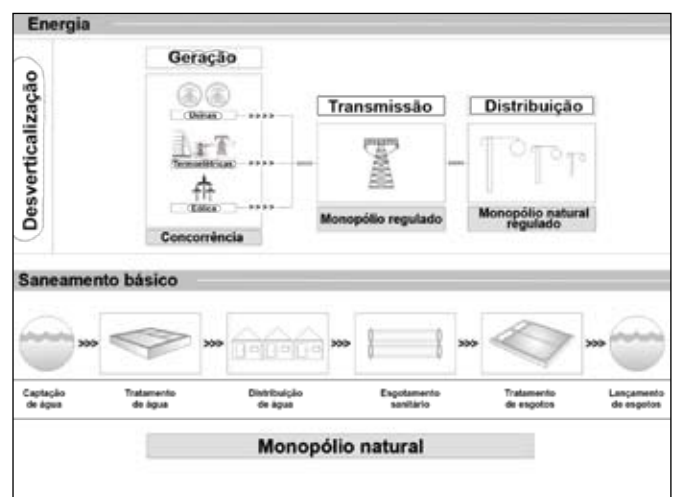 Energia
Desverticalização
Geração
Usinas
Termoelétricas
Eólica
Concorrência
Transmissão
Monopólio regulado
Distribuição
Monopólio natural
regulado
Saneamento básico
Captação
de água
Tratamento
de água
Distribuição
de água
Esgotamento
sanitário
Tratamento
de esgotos
Lançamento
de esgotos
Monopólio natural